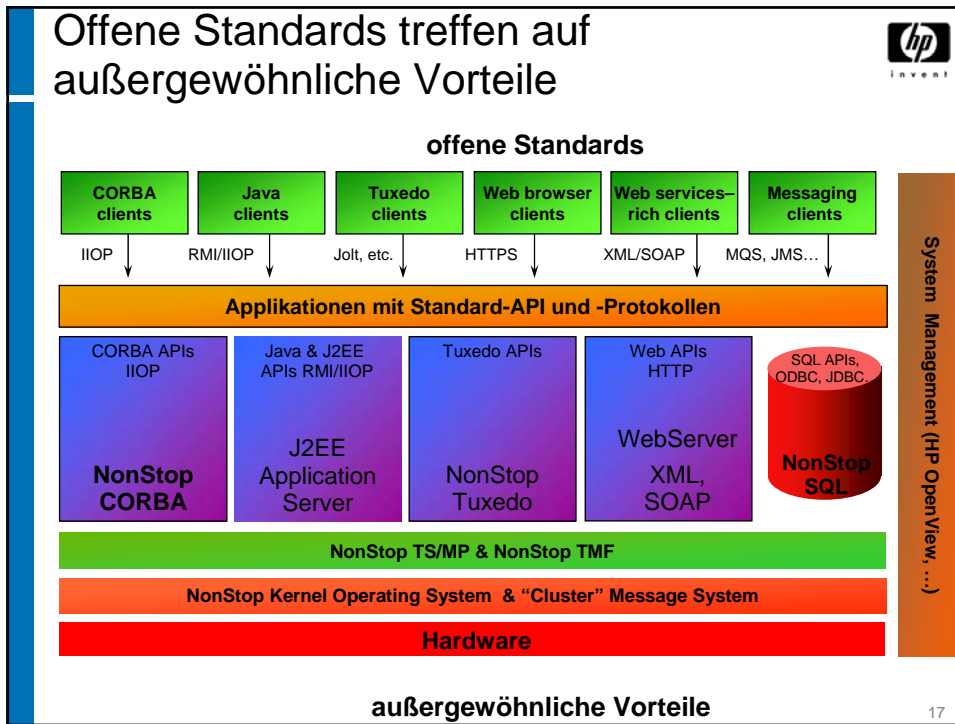 Offene Standards treffen auf
außergewöhnliche Vorteile
hp
invent
offene Standards
CORBA
clients
Java
clients
Tuxedo
clients
Web browser
clients
Web services–
rich clients
Messaging
clients
IIOP
RMI/IIOP
Jolt, etc.
HTTPS
XML/SOAP
MQS, JMS…
Applikationen mit Standard-API und -Protokollen
CORBA APIs
IIOP
NonStop
CORBA
Java & J2EE
APIs RMI/IIOP
J2EE
Application
Server
Tuxedo APIs
NonStop
Tuxedo
Web APIs
HTTP
WebServer
XML,
SOAP
SQL APIs,
ODBC, JDBC…
NonStop
SQL
NonStop TS/MP & NonStop TMF
NonStop Kernel Operating System & “Cluster” Message System
Hardware
System Management (HP OpenView, …)
außergewöhnliche Vorteile
17